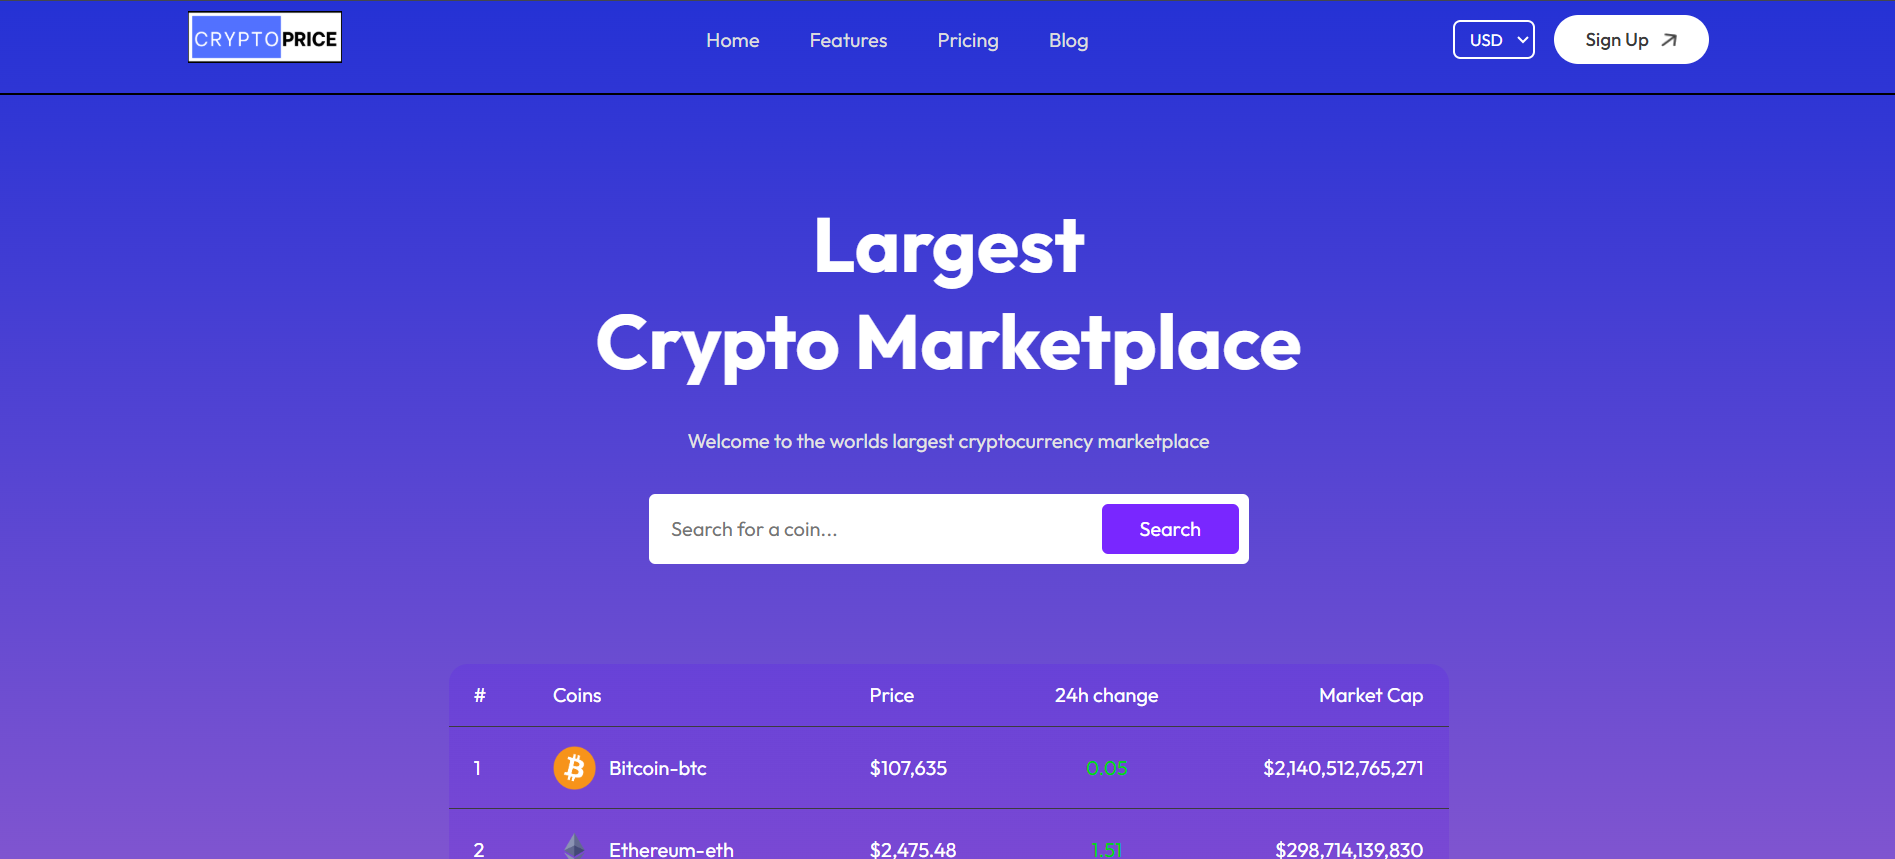 CRYPTOPRICE
Home Features Pricing Blog
USD
Sign Up
Largest
Crypto Marketplace
Welcome to the worlds largest cryptocurrency marketplace
Search for a coin...
Search
# Coins Price 24h change Market Cap
1 Bitcoin-btc $107,635 0.05 $2,140,512,765,271
2 Ethereum-eth $2,475.48 1.51 $298,714,139,830